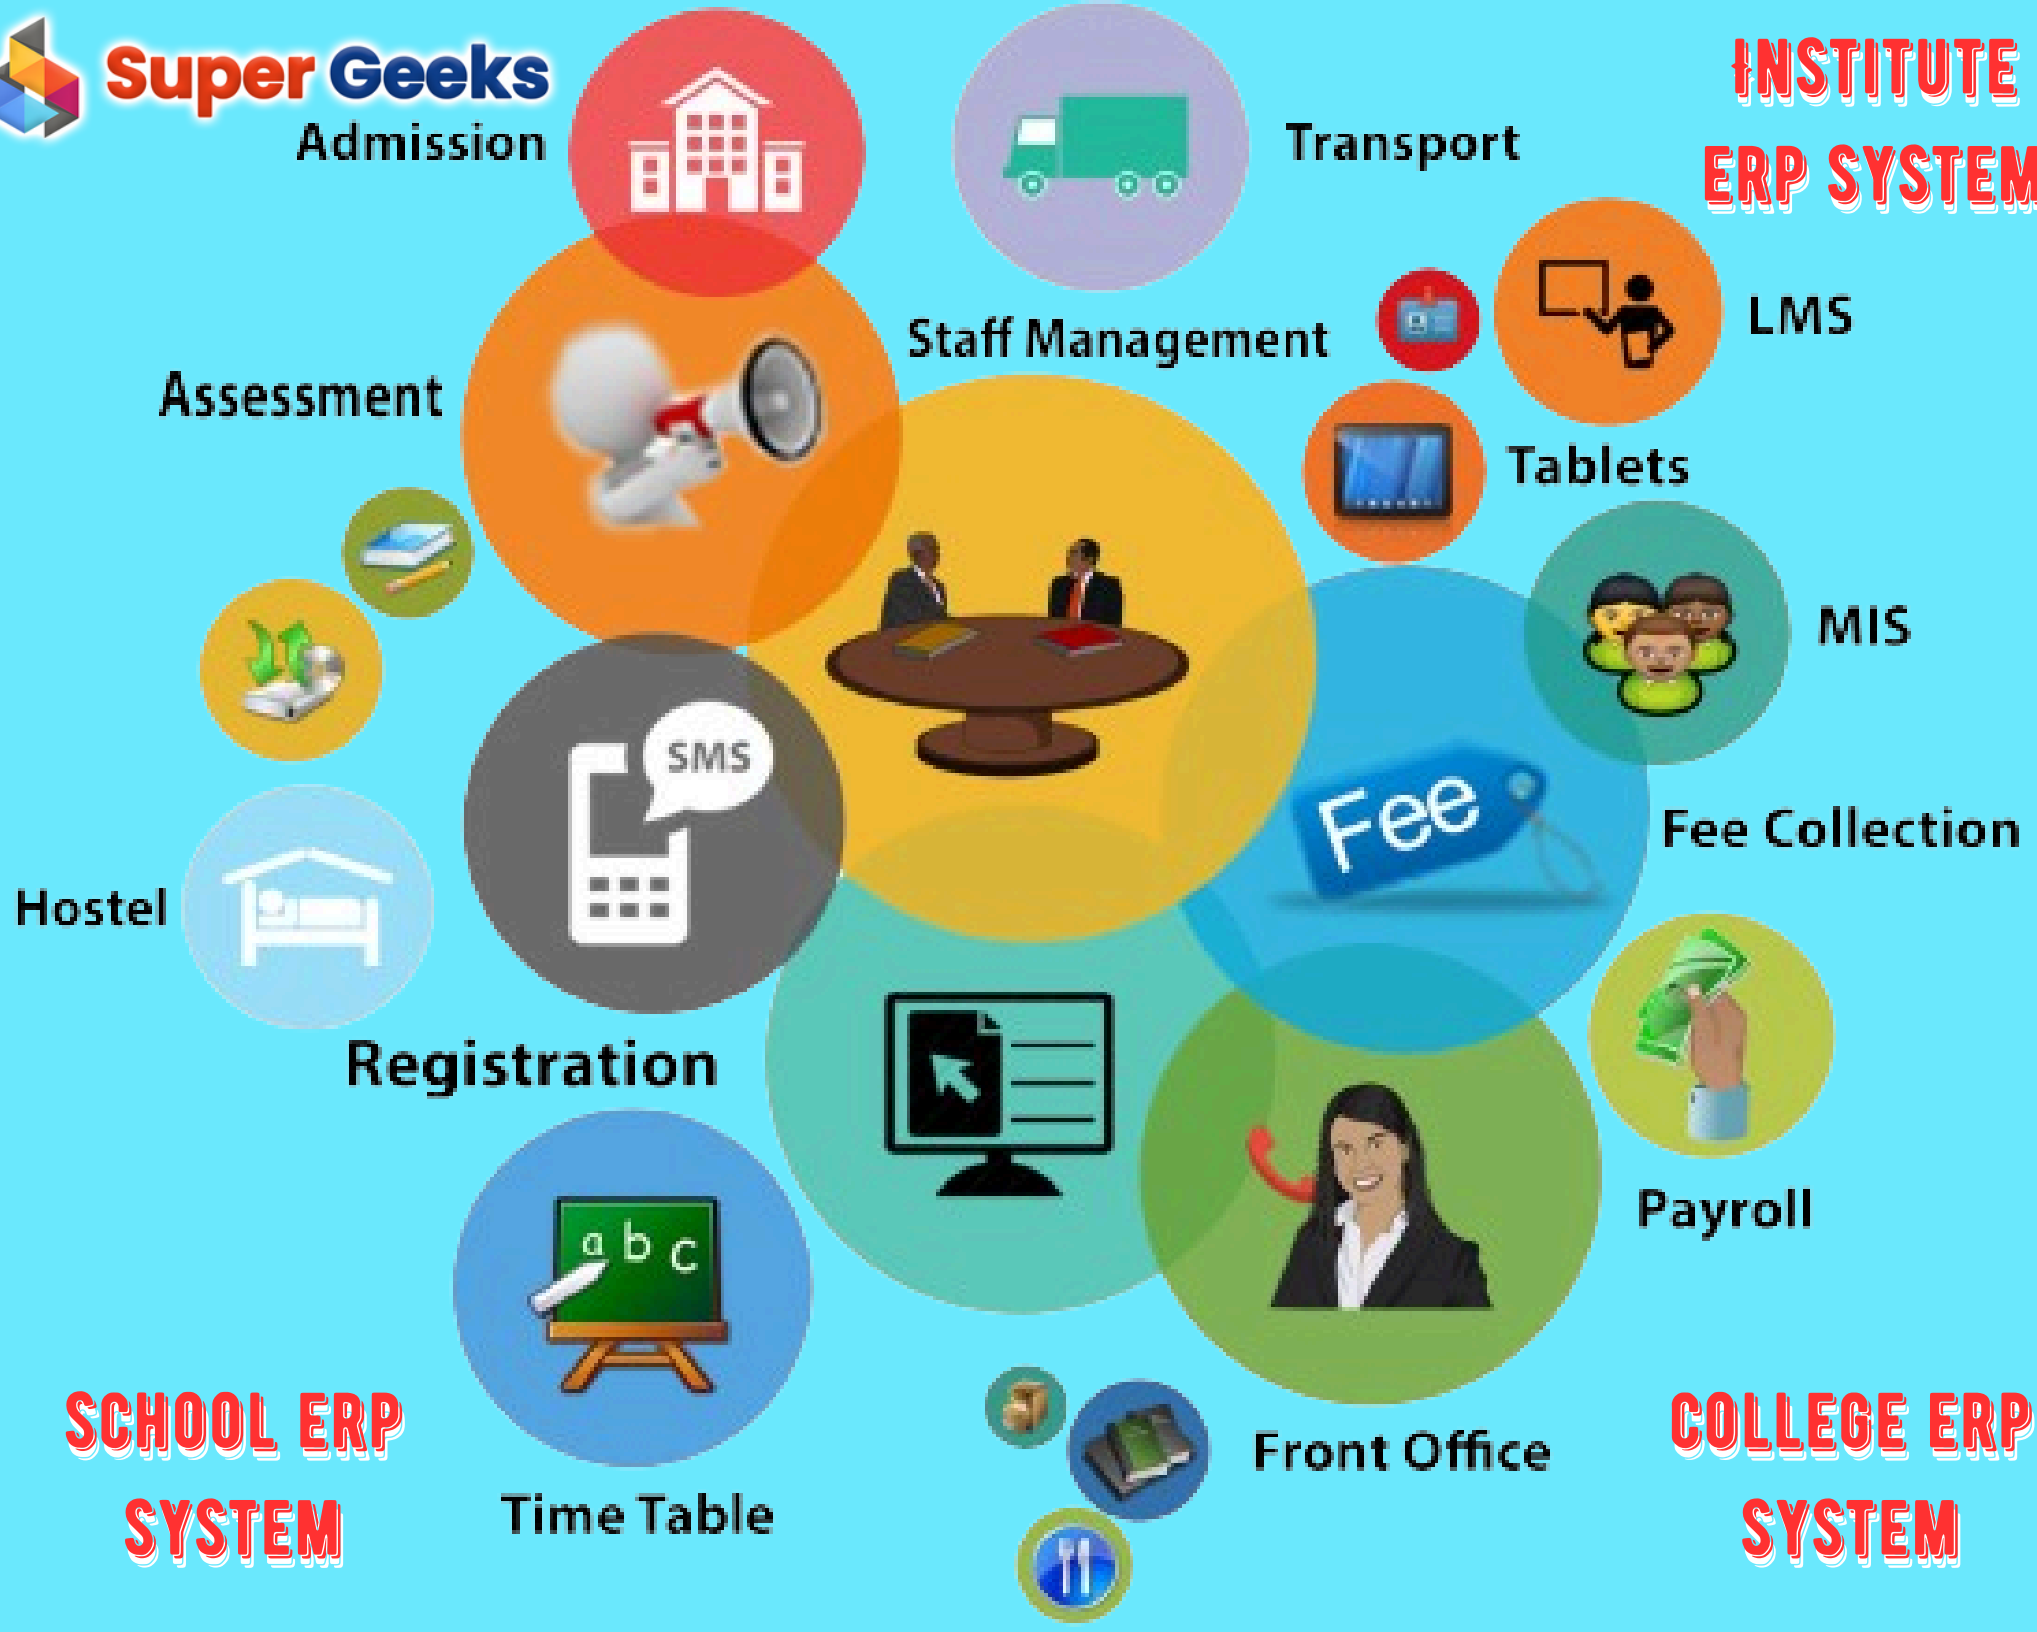 Super Geeks
INSTITUTE
ERP SYSTEM
Admission
Transport
LMS
Staff Management
Assessment
Tablets
MIS
SMS
Fee
Fee Collection
Hostel
Registration
Payroll
a b c
SCHOOL ERP
SYSTEM
COLLEGE ERP
SYSTEM
Front Office
Time Table